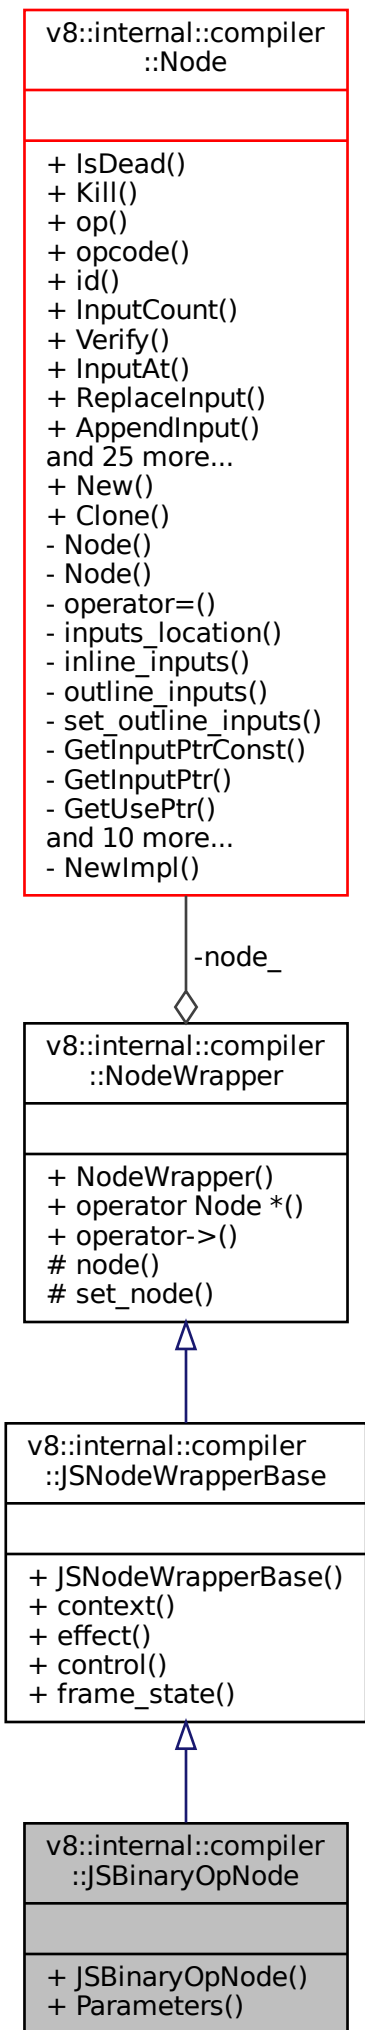 v8::internal::compiler
::Node
+ IsDead()
+ Kill()
+ op()
+ opcode()
+ id()
+ InputCount()
+ Verify()
+ InputAt()
+ ReplaceInput()
+ AppendInput()
and 25 more...
+ New()
+ Clone()
- Node()
- Node()
- operator=()
- inputs_location()
- inline_inputs()
- outline_inputs()
- set_outline_inputs()
- GetInputPtrConst()
- GetInputPtr()
- GetUsePtr()
and 10 more...
- NewImpl()
-node_
v8::internal::compiler
::NodeWrapper
+ NodeWrapper()
+ operator Node *()
+ operator->()
# node()
# set_node()
v8::internal::compiler
::JSNodeWrapperBase
+ JSNodeWrapperBase()
+ context()
+ effect()
+ control()
+ frame_state()
v8::internal::compiler
::JSBinaryOpNode
+ JSBinaryOpNode()
+ Parameters()